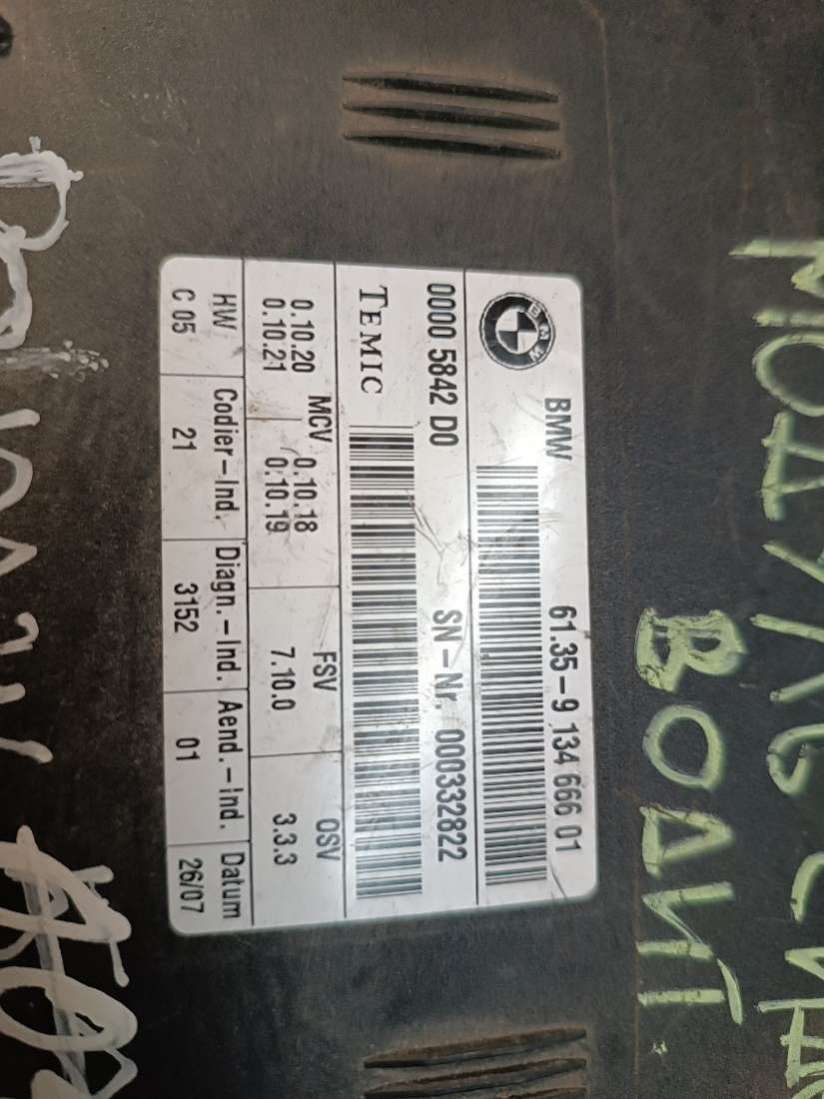 BMW 61.35-9 134 666 01
0000 5842 D0 SN-Nr. 000332822
TEMIC
MCV FSV OSV
0.10.20 0.10.18 7.10.0 3.3.3
0.10.21 0.10.19
HW Codier-Ind. Diagn.-Ind. Aend.-Ind. Datum
C 05 21 3152 01 26/07
МОДУЛЬ
ВОДИТ.